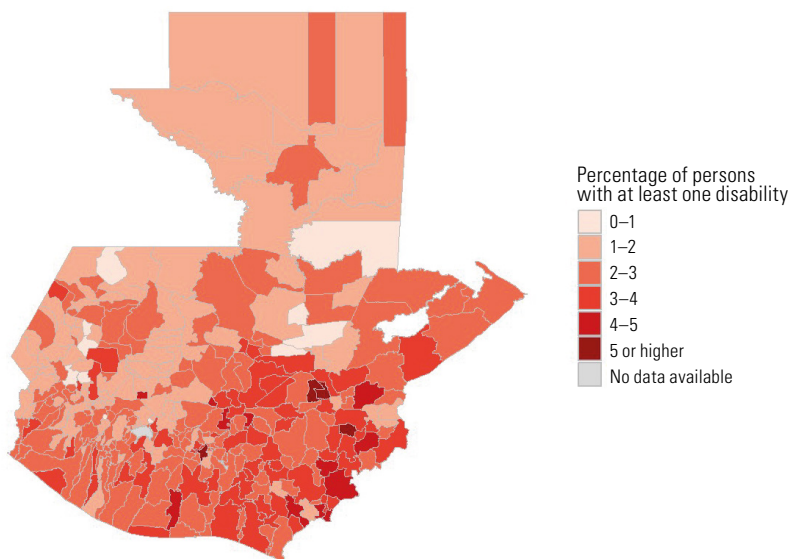 Percentage of persons
with at least one disability
0–1
1–2
2–3
3–4
4–5
5 or higher
No data available